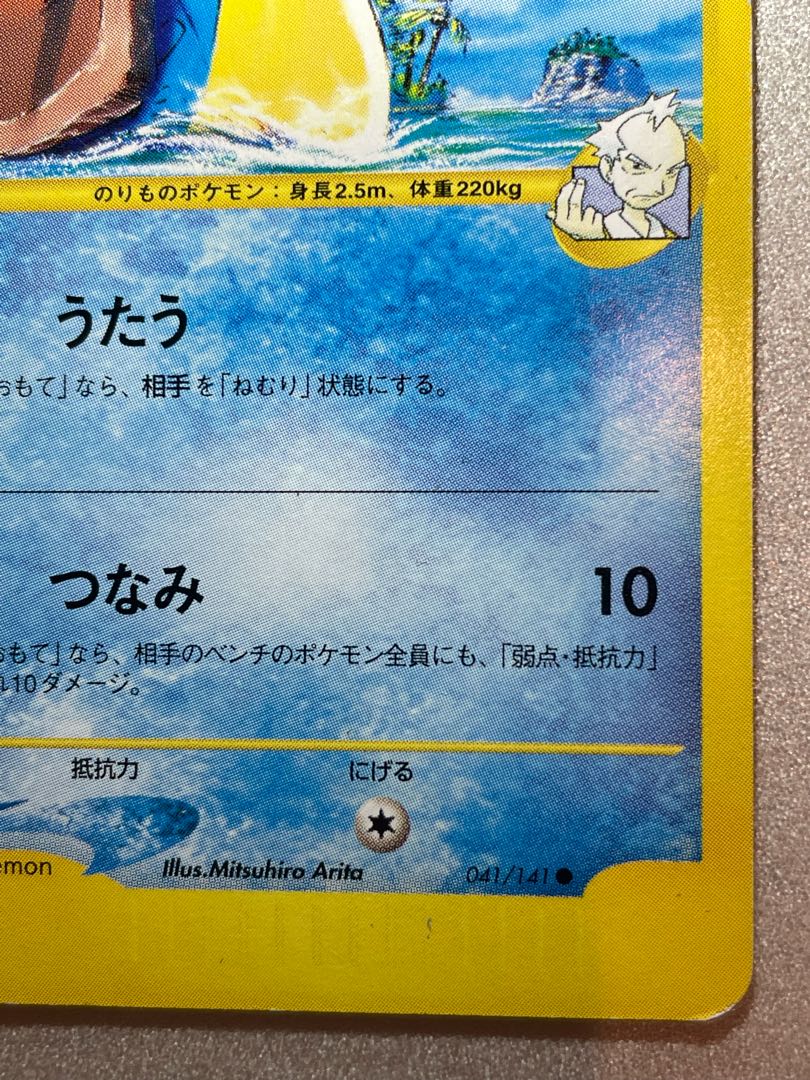 のりものポケモン：身長2.5m、体重220kg
うたう
おもて」なら、相手を「ねむり」状態にする。
つなみ 10
おもて」なら、相手のベンチのポケモン全員にも、「弱点・抵抗力」
10ダメージ。
抵抗力 にげる
emon Illus.Mitsuhiro Arita 041/141●